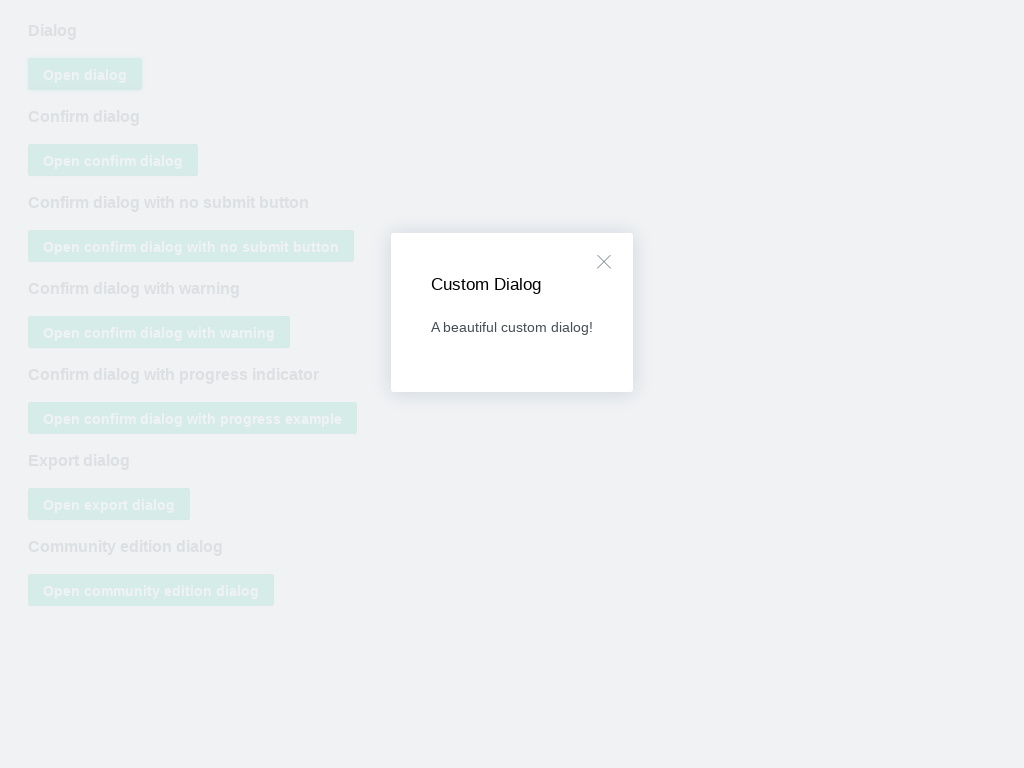 Dialog
Open dialog
Confirm dialog
Open confirm dialog
Confirm dialog with no submit button
Open confirm dialog with no submit button
Confirm dialog with warning
Open confirm dialog with warning
Confirm dialog with progress indicator
Open confirm dialog with progress example
Export dialog
Open export dialog
Community edition dialog
Open community edition dialog
Custom Dialog
A beautiful custom dialog!